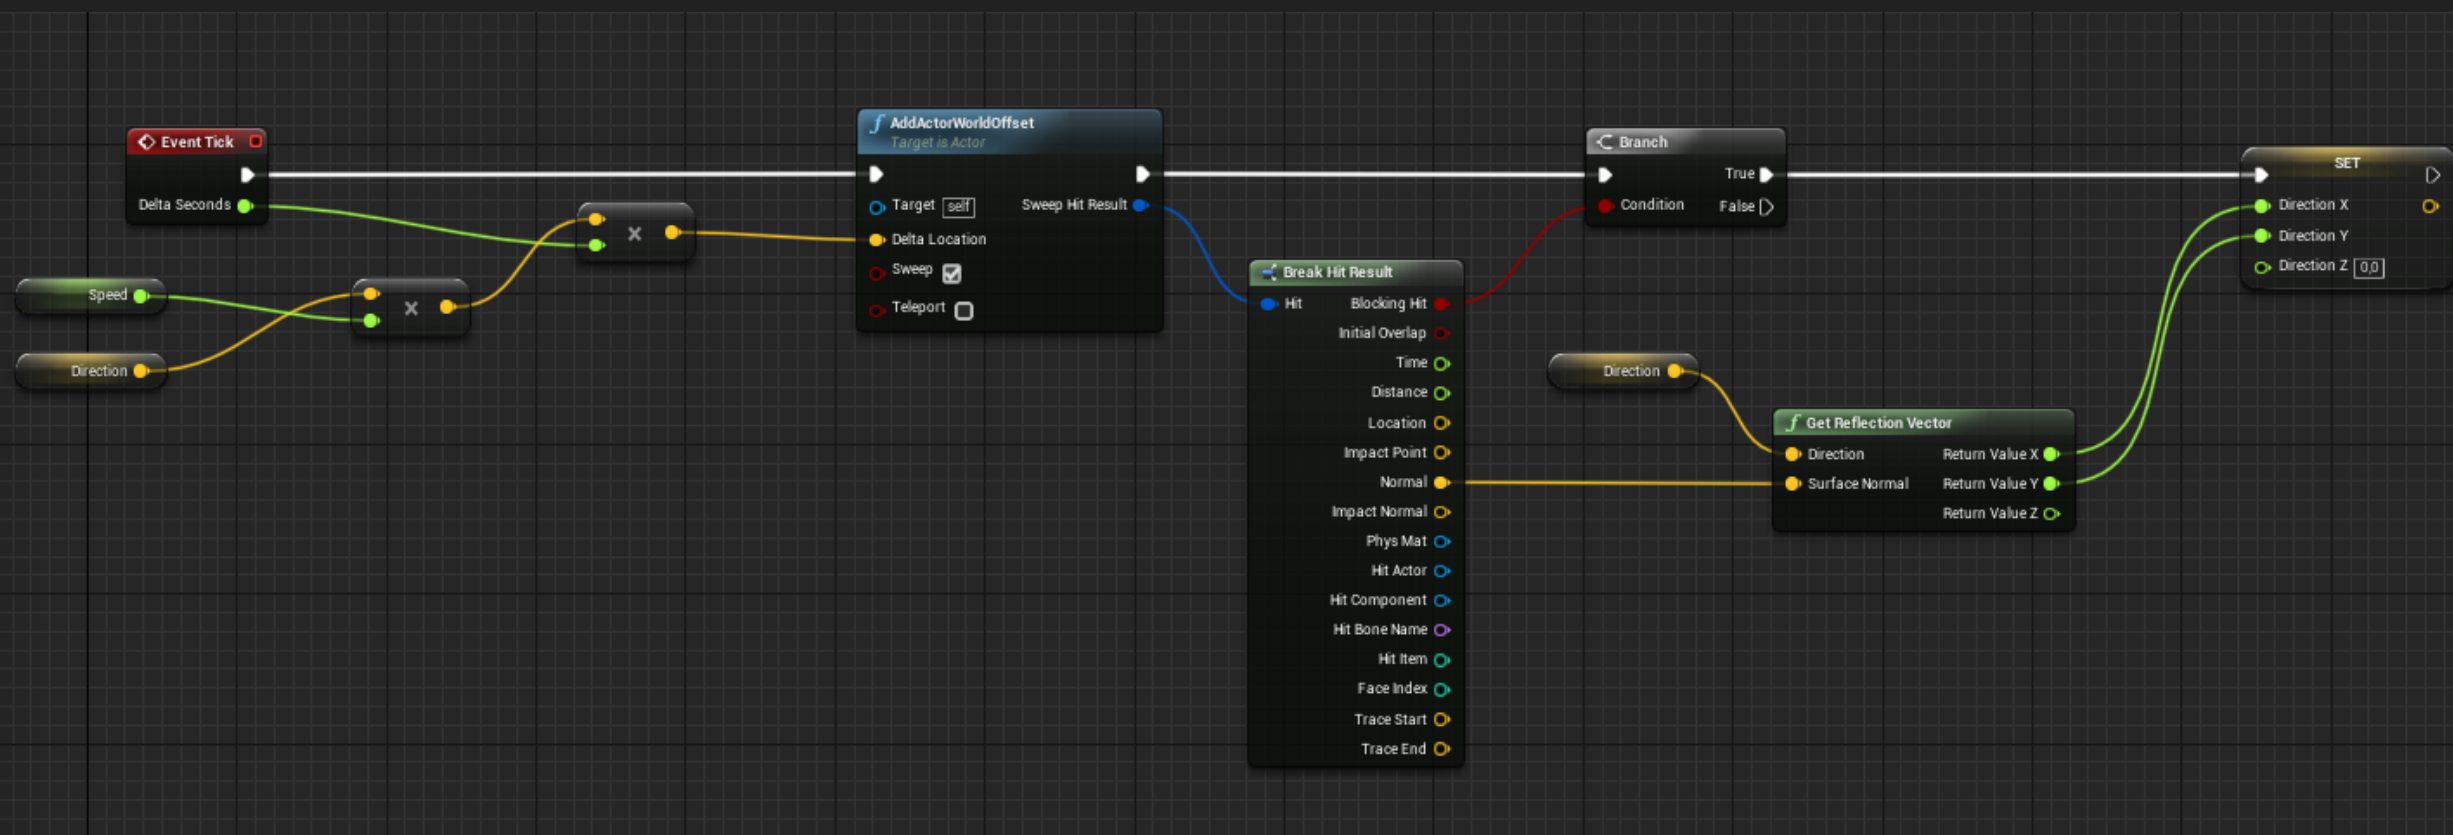 Event Tick
Delta Seconds
Speed
Direction
×
×
f AddActorWorldOffset
Target is Actor
Target self
Sweep Hit Result
Delta Location
Sweep
Teleport
Break Hit Result
Hit
Blocking Hit
Initial Overlap
Time
Distance
Location
Impact Point
Normal
Impact Normal
Phys Mat
Hit Actor
Hit Component
Hit Bone Name
Hit Item
Face Index
Trace Start
Trace End
Branch
Condition
True
False
Direction
f Get Reflection Vector
Direction
Surface Normal
Return Value X
Return Value Y
Return Value Z
SET
Direction X
Direction Y
Direction Z 0,0